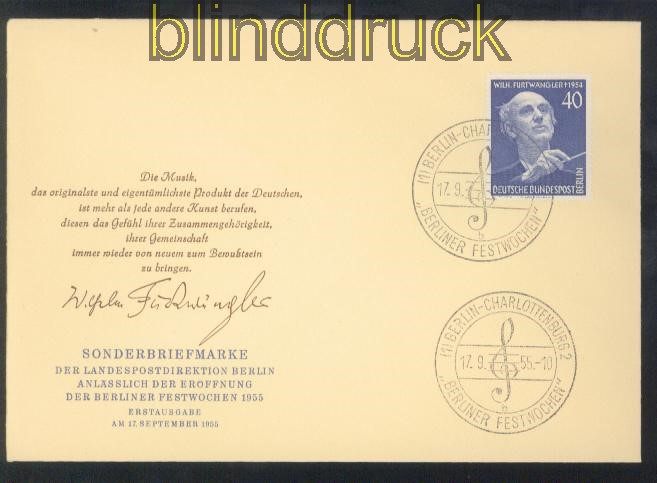 blinddruck
WILH. FURTWÄNGLER †1954
40
DEUTSCHE BUNDESPOST
BERLIN
(1) BERLIN-CHARL
17.9.
„BERLINER FESTWOCHEN”
b
Die Musik,
das originalste und eigentümlichste Produkt der Deutschen,
ist mehr als jede andere Kunst berufen,
diesen das Gefühl ihrer Zusammengehörigkeit,
ihrer Gemeinschaft
immer wieder von neuem zum Bewußtsein
zu bringen.
Wilhelm Furtwängler
SONDERBRIEFMARKE
DER LANDESPOSTDIREKTION BERLIN
ANLÄSSLICH DER ERÖFFNUNG
DER BERLINER FESTWOCHEN 1955
ERSTAUSGABE
AM 17. SEPTEMBER 1955
(1) BERLIN-CHARLOTTENBURG 2
17.9. 55.-10
„BERLINER FESTWOCHEN”
b